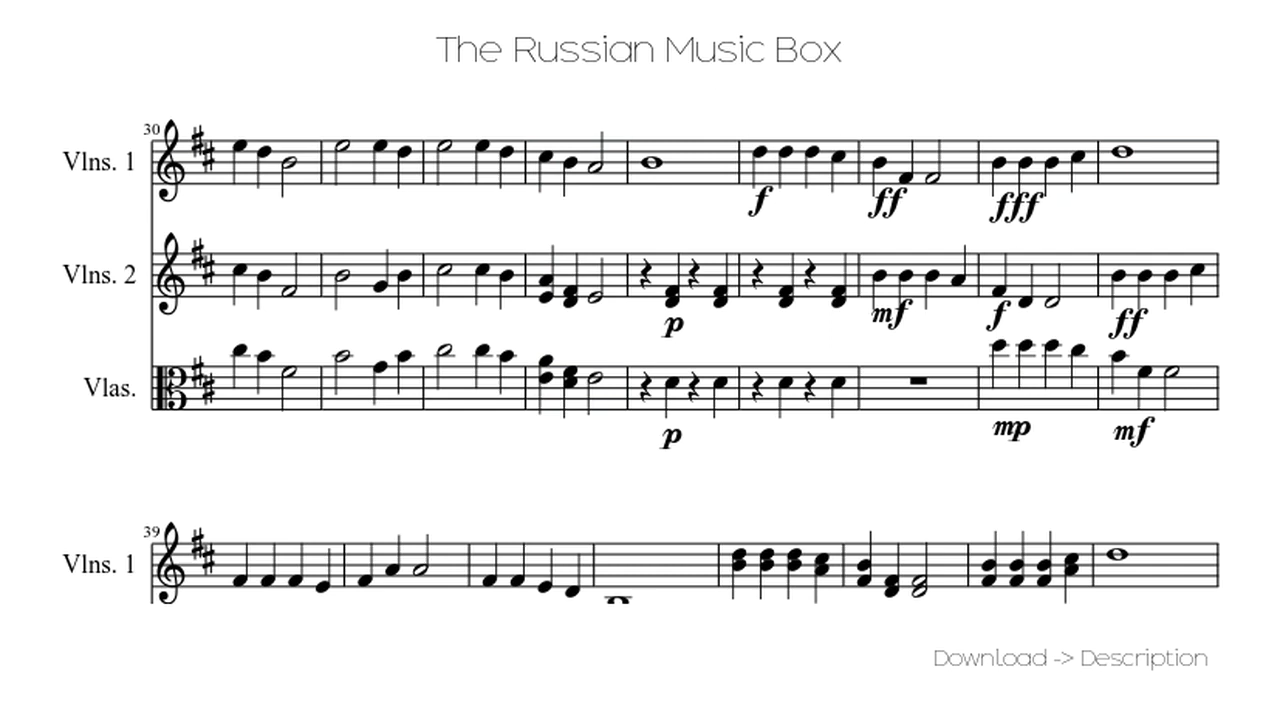 The Russian Music Box
30
Vlns. 1
f ff fff
Vlns. 2
p mf f ff
Vlas.
p mp mf
39
Vlns. 1
Download -> Description